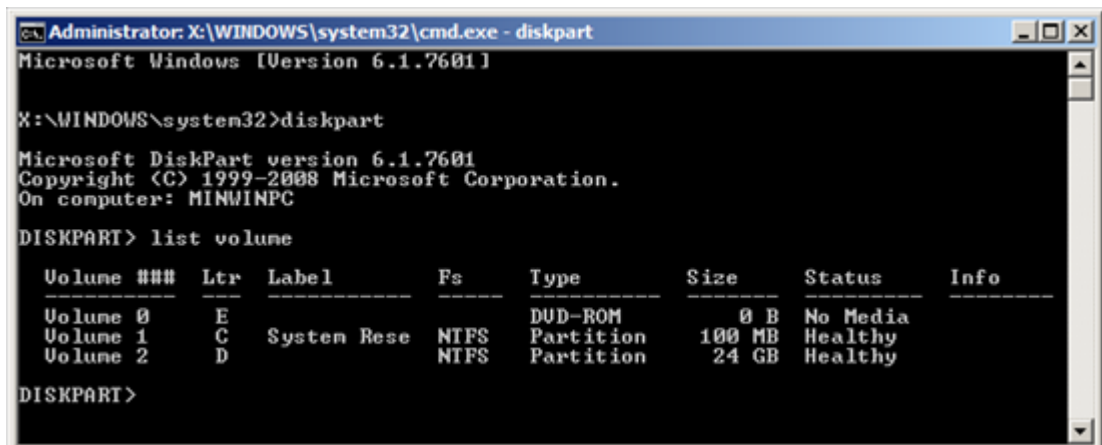 Administrator: X:\WINDOWS\system32\cmd.exe - diskpart
Microsoft Windows [Version 6.1.7601]
X:\WINDOWS\system32>diskpart
Microsoft DiskPart version 6.1.7601
Copyright (C) 1999-2008 Microsoft Corporation.
On computer: MINWINPC
DISKPART> list volume
Volume ###  Ltr  Label        Fs     Type        Size     Status     Info
----------  ---  -----------  -----  ----------  -------  ---------  --------
Volume 0     E                       DVD-ROM         0 B  No Media
Volume 1     C   System Rese  NTFS   Partition    100 MB  Healthy
Volume 2     D                NTFS   Partition     24 GB  Healthy
DISKPART>